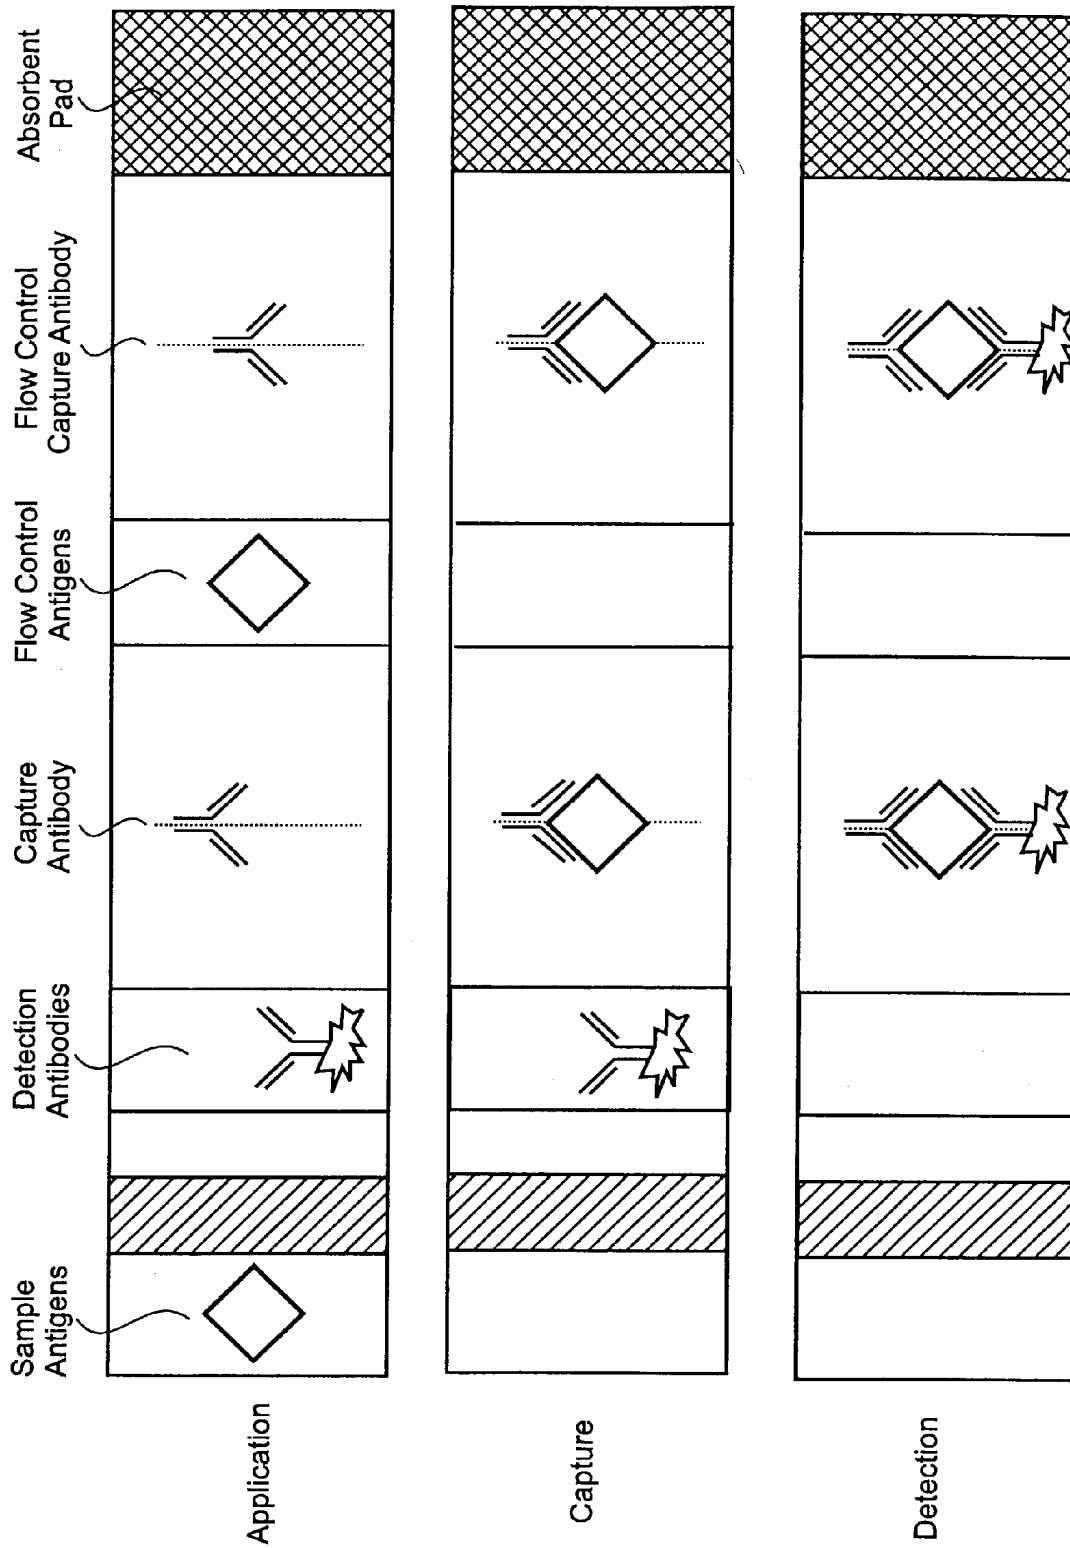 Sample
Antigens
Detection
Antibodies
Capture
Antibody
Flow Control
Antigens
Flow Control
Capture Antibody
Absorbent
Pad
Application
Capture
Detection